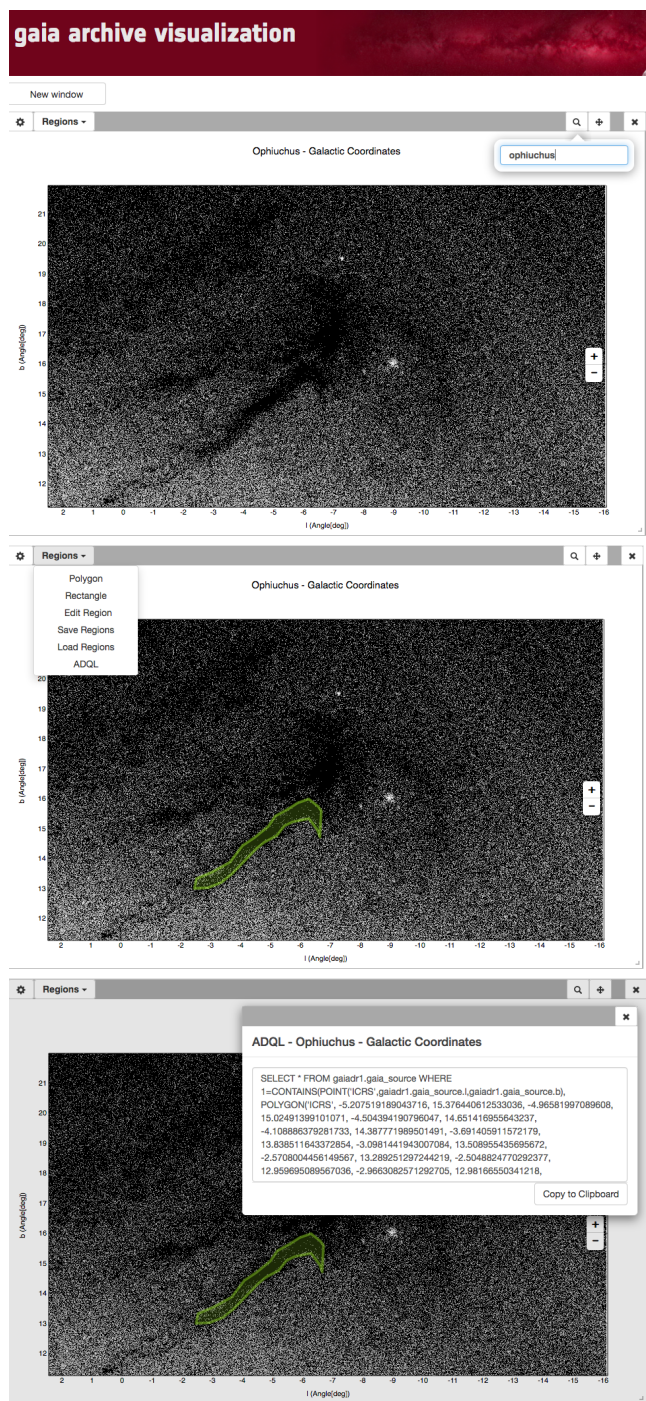 gaia archive visualization
New window
Regions
ophiuchus
Ophiuchus - Galactic Coordinates
21
20
19
18
17
16
15
14
13
12
b (Angle[deg])
+
−
2 1 0 -1 -2 -3 -4 -5 -6 -7 -8 -9 -10 -11 -12 -13 -14 -15 -16
l (Angle[deg])
Regions
Polygon
Rectangle
Edit Region
Save Regions
Load Regions
ADQL
Ophiuchus - Galactic Coordinates
20
19
18
17
16
15
14
13
12
b (Angle[deg])
+
−
2 1 0 -1 -2 -3 -4 -5 -6 -7 -8 -9 -10 -11 -12 -13 -14 -15 -16
l (Angle[deg])
Regions
ADQL - Ophiuchus - Galactic Coordinates
SELECT * FROM gaiadr1.gaia_source WHERE
1=CONTAINS(POINT('ICRS',gaiadr1.gaia_source.l,gaiadr1.gaia_source.b),
POLYGON('ICRS', -5.207519189043716, 15.376440612533036, -4.96581997089608,
15.02491399101071, -4.504394190796047, 14.651416955643237,
-4.108886379281733, 14.387771989501491, -3.691405911572179,
13.838511643372854, -3.0981441943007084, 13.508955435695672,
-2.5708004456149567, 13.289251297244219, -2.5048824770292377,
12.959695089567036, -2.9663082571292705, 12.98166550341218,
Copy to Clipboard
21
20
19
18
17
16
15
14
13
12
b (Angle[deg])
+
−
2 1 0 -1 -2 -3 -4 -5 -6 -7 -8 -9 -10 -11 -12 -13 -14 -15 -16
l (Angle[deg])